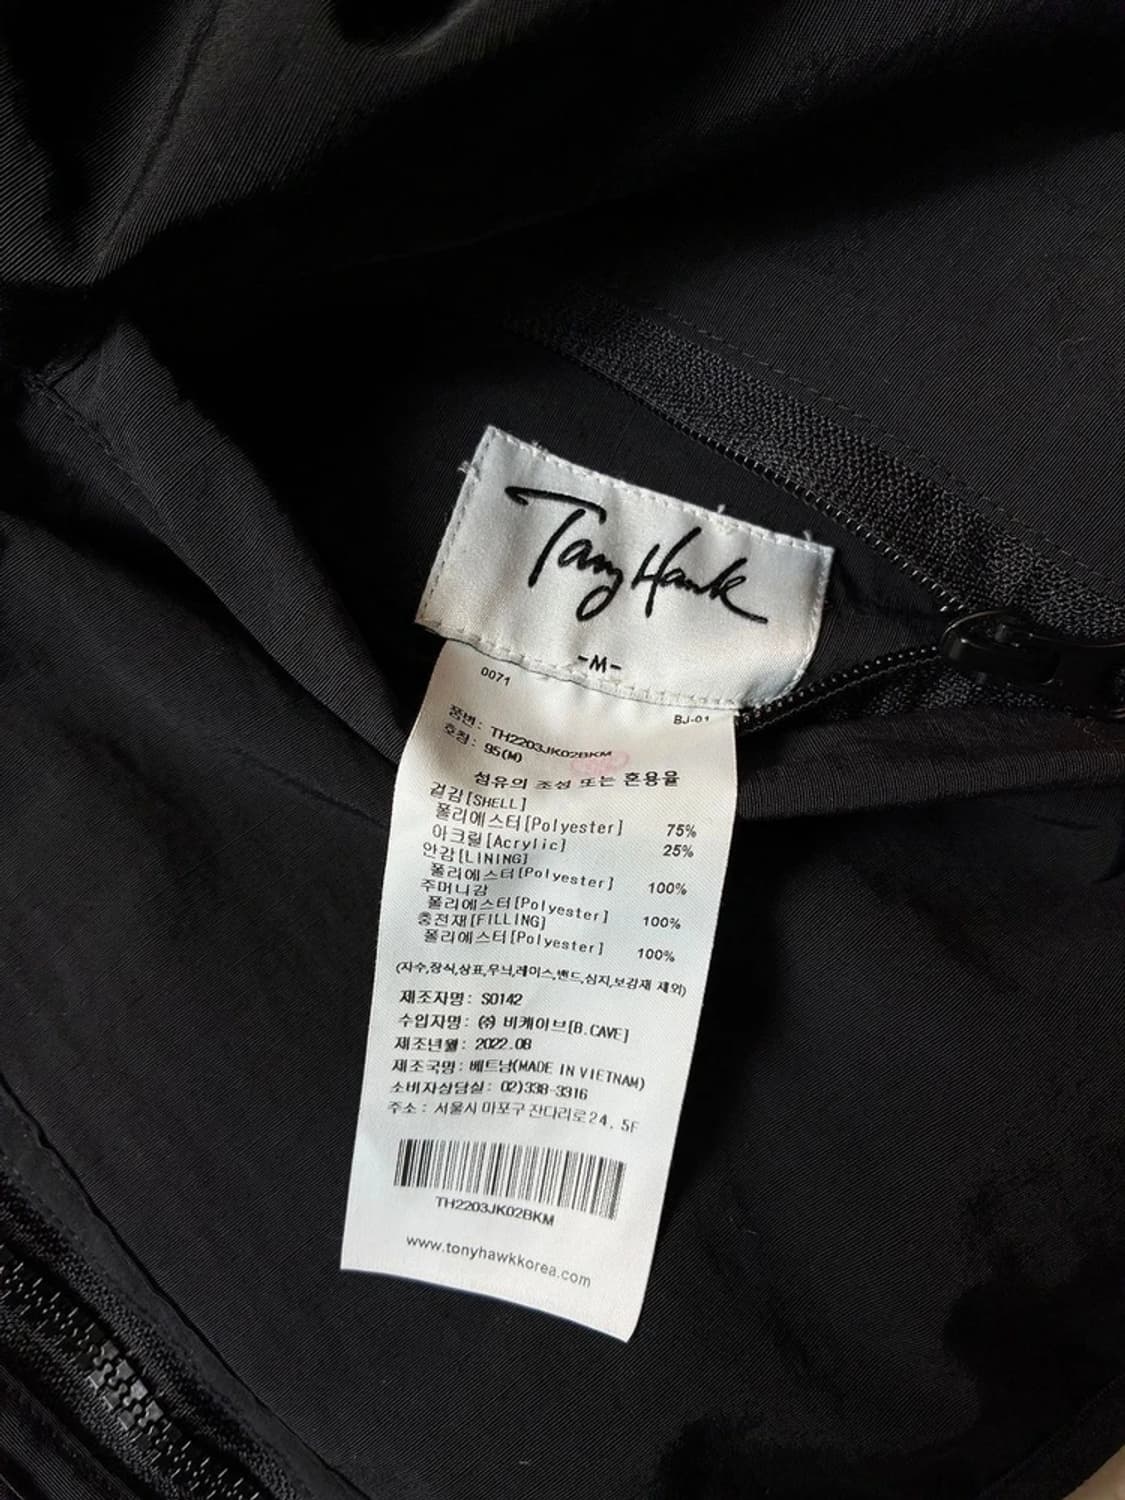 Tony Hawk
-M-
0071
BJ-01
품번: TH2203JK02BKM
호칭: 95(M)
섬유의 조성 또는 혼용율
겉감[SHELL]
폴리에스터[Polyester] 75%
아크릴[Acrylic] 25%
안감[LINING]
폴리에스터[Polyester] 100%
주머니감
폴리에스터[Polyester] 100%
충전재[FILLING]
폴리에스터[Polyester] 100%
(자수,장식,상표,무늬,레이스,밴드,심지,보강재 제외)
제조자명: S0142
수입자명: ㈜ 비케이브[B.CAVE]
제조년월: 2022.08
제조국명: 베트남(MADE IN VIETNAM)
소비자상담실: 02)338-3316
주소: 서울시 마포구 잔다리로24, 5F
TH2203JK02BKM
www.tonyhawkkorea.com